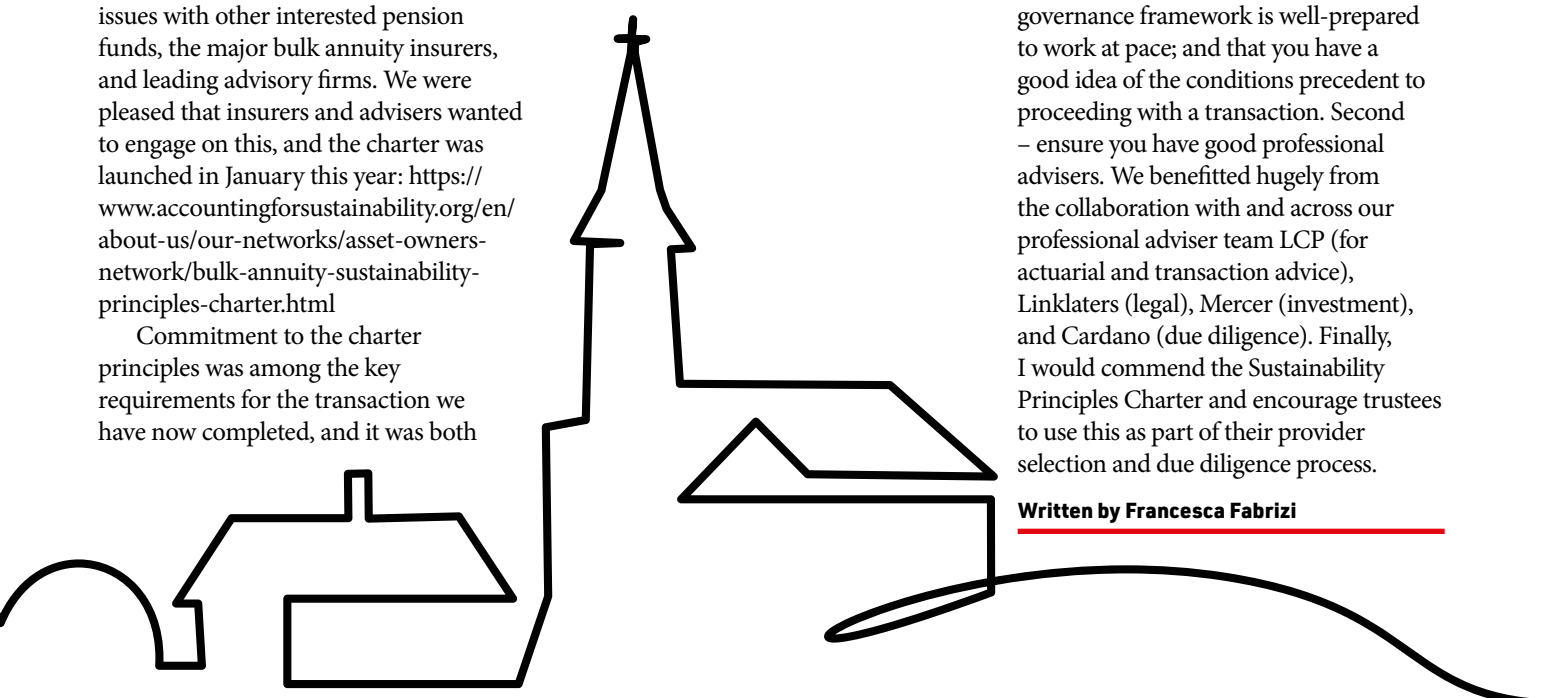 issues with other interested pension
funds, the major bulk annuity insurers,
and leading advisory firms. We were
pleased that insurers and advisers wanted
to engage on this, and the charter was
launched in January this year: https://
www.accountingforsustainability.org/en/
about-us/our-networks/asset-owners-
network/bulk-annuity-sustainability-
principles-charter.html
Commitment to the charter
principles was among the key
requirements for the transaction we
have now completed, and it was both
governance framework is well-prepared
to work at pace; and that you have a
good idea of the conditions precedent to
proceeding with a transaction. Second
– ensure you have good professional
advisers. We benefitted hugely from
the collaboration with and across our
professional adviser team LCP (for
actuarial and transaction advice),
Linklaters (legal), Mercer (investment),
and Cardano (due diligence). Finally,
I would commend the Sustainability
Principles Charter and encourage trustees
to use this as part of their provider
selection and due diligence process.
Written by Francesca Fabrizi